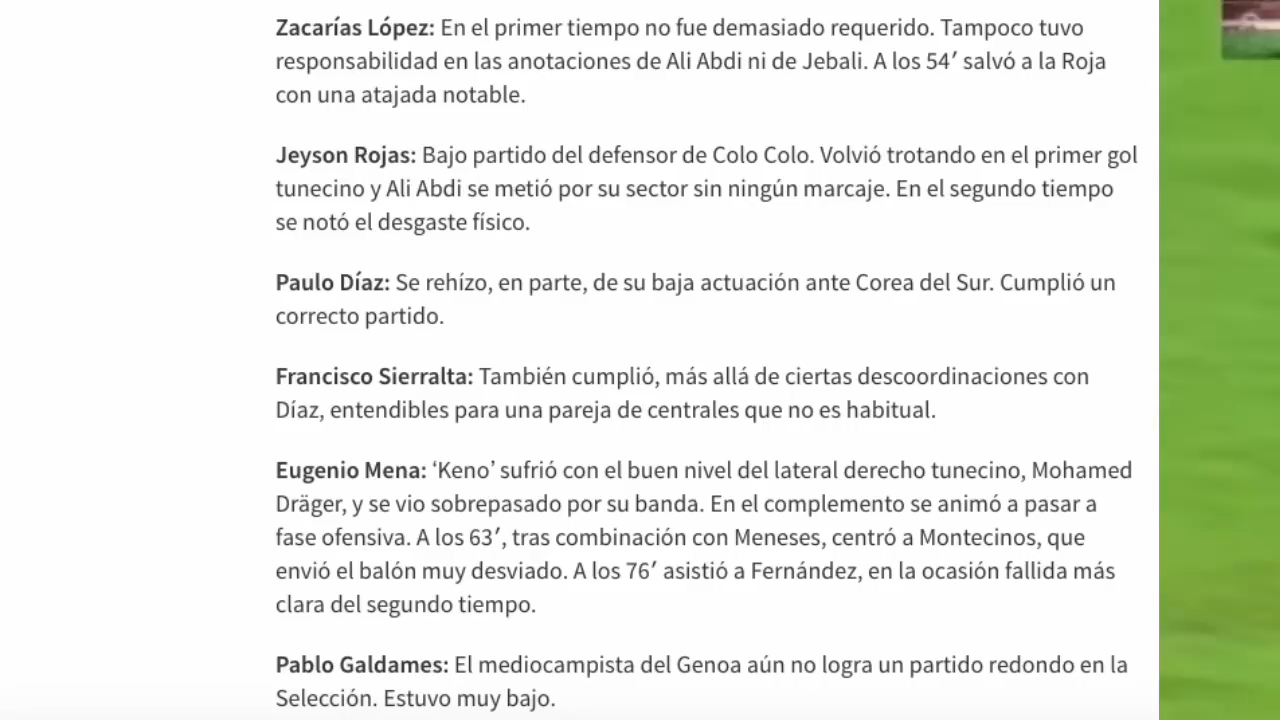 Zacarías López: En el primer tiempo no fue demasiado requerido. Tampoco tuvo
responsabilidad en las anotaciones de Ali Abdi ni de Jebali. A los 54′ salvó a la Roja
con una atajada notable.
Jeyson Rojas: Bajo partido del defensor de Colo Colo. Volvió trotando en el primer gol
tunecino y Ali Abdi se metió por su sector sin ningún marcaje. En el segundo tiempo
se notó el desgaste físico.
Paulo Díaz: Se rehízo, en parte, de su baja actuación ante Corea del Sur. Cumplió un
correcto partido.
Francisco Sierralta: También cumplió, más allá de ciertas descoordinaciones con
Díaz, entendibles para una pareja de centrales que no es habitual.
Eugenio Mena: ‘Keno’ sufrió con el buen nivel del lateral derecho tunecino, Mohamed
Dräger, y se vio sobrepasado por su banda. En el complemento se animó a pasar a
fase ofensiva. A los 63′, tras combinación con Meneses, centró a Montecinos, que
envió el balón muy desviado. A los 76′ asistió a Fernández, en la ocasión fallida más
clara del segundo tiempo.
Pablo Galdames: El mediocampista del Genoa aún no logra un partido redondo en la
Selección. Estuvo muy bajo.